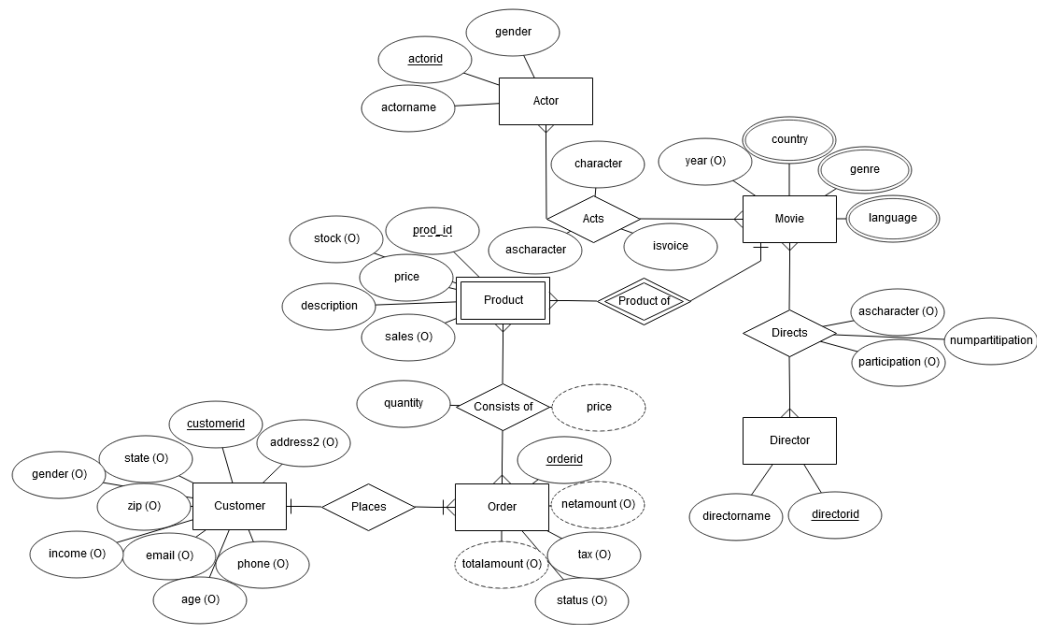 gender
actorid
Actor
actorname
country
character
year (O)
genre
Movie
Acts
language
prod_id
stock (O)
ascharacter
isvoice
price
Product
Product of
description
ascharacter (O)
sales (O)
Directs
numpartitipation
participation (O)
quantity
Consists of
price
customerid
address2 (O)
Director
state (O)
orderid
gender (O)
zip (O)
Customer
Places
Order
netamount (O)
directorname
directorid
income (O)
email (O)
phone (O)
totalamount (O)
tax (O)
age (O)
status (O)